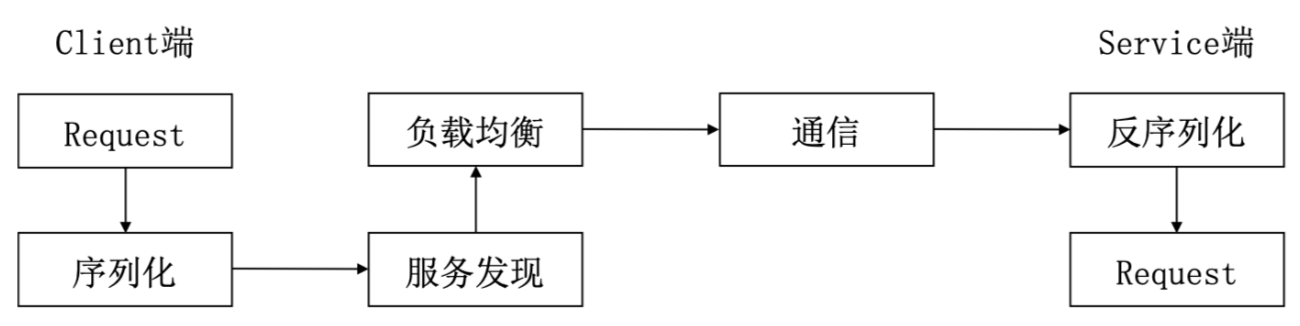 Client端
Service端
Request
负载均衡
通信
反序列化
序列化
服务发现
Request